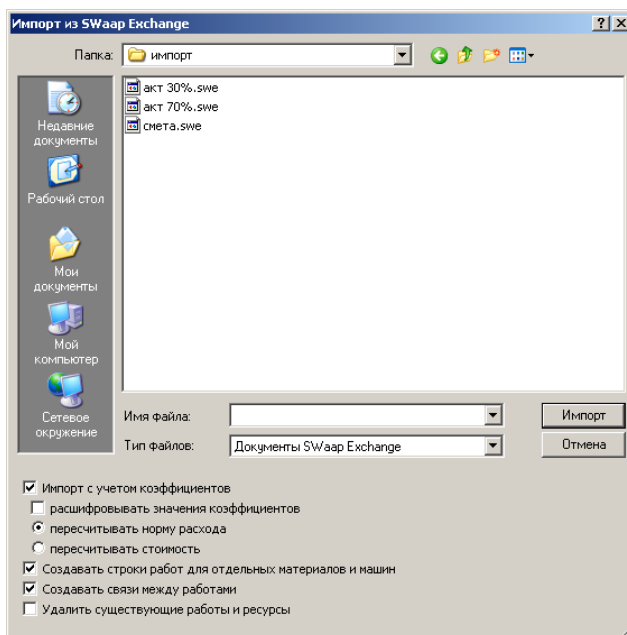 Импорт из SWaap Exchange
Папка:
импорт
Недавние
документы
Рабочий стол
Мои
документы
Мой
компьютер
Сетевое
окружение
акт 30%.swe
акт 70%.swe
смета.swe
Имя файла:
Импорт
Тип файлов:
Документы SWaap Exchange
Отмена
Импорт с учетом коэффициентов
расшифровывать значения коэффициентов
пересчитывать норму расхода
пересчитывать стоимость
Создавать строки работ для отдельных материалов и машин
Создавать связи между работами
Удалить существующие работы и ресурсы